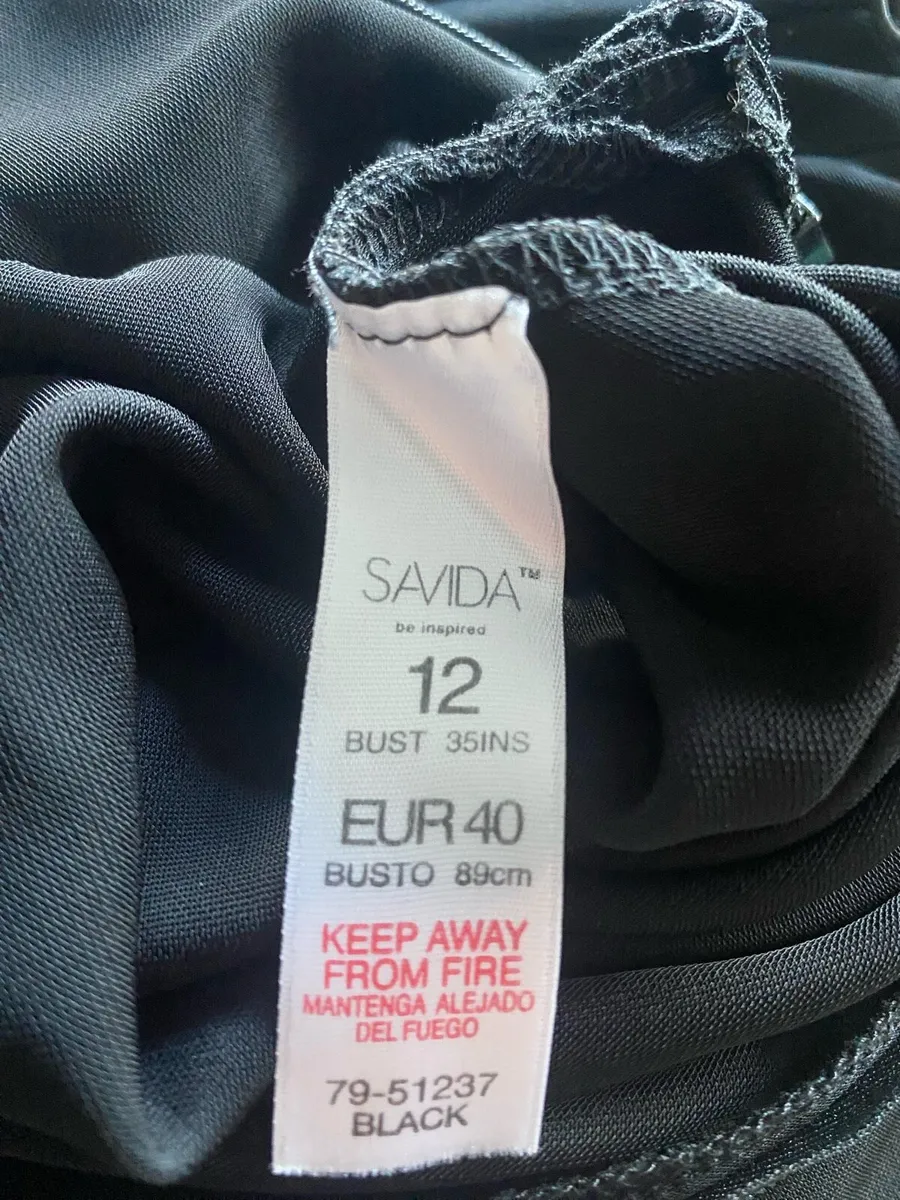 SAVIDA™
be inspired
12
BUST 35INS
EUR 40
BUSTO 89cm
KEEP AWAY
FROM FIRE
MANTENGA ALEJADO
DEL FUEGO
79-51237
BLACK